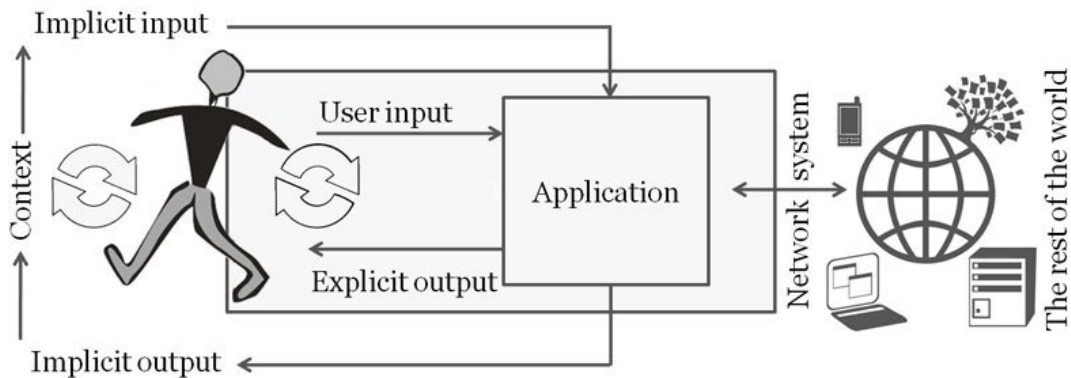 Implicit input
Context
User input
Application
Explicit output
Implicit output
Network system
The rest of the world